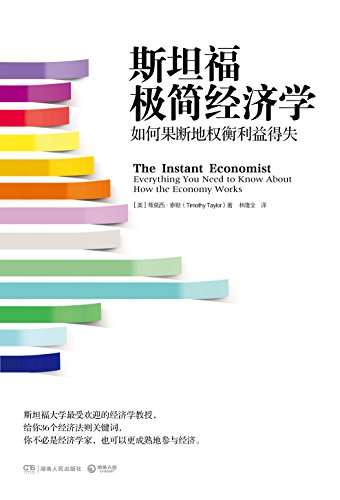 斯坦福
极简经济学
如何果断地权衡利益得失
The Instant Economist
Everything You Need to Know About
How the Economy Works
[美] 蒂莫西·泰勒（Timothy Taylor）著 林隆全 译
斯坦福大学最受欢迎的经济学教授，
给你36个经济法则关键词，
你不必是经济学家，也可以更成熟地参与经济。
湖南人民出版社